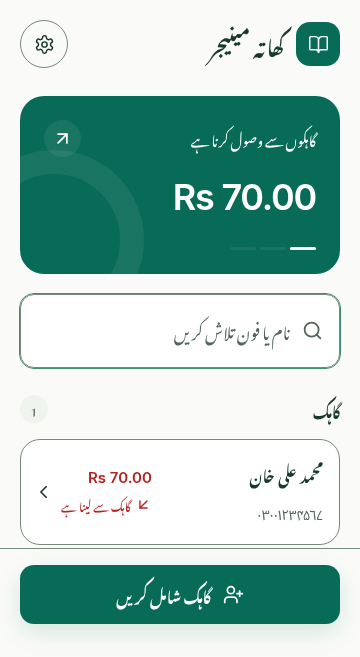 کھاتہ مینیجر
گاہکوں سے وصول کرنا ہے
Rs 70.00
نام یا فون تلاش کریں
گاہک
۱
محمد علی خان
Rs 70.00
۰۳۰۰۱۲۳۴۵۶۷
گاہک سے لینا ہے
گاہک شامل کریں